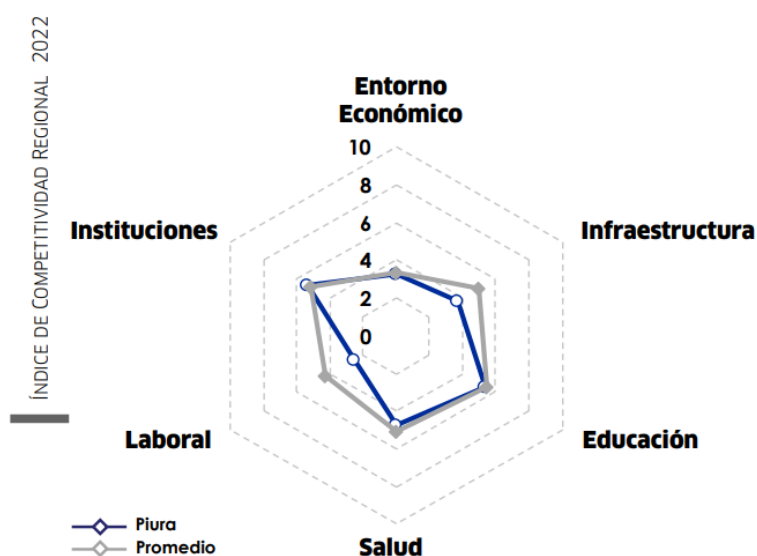 ÍNDICE DE COMPETITIVIDAD REGIONAL 2022
Entorno
Económico
10
8
6
4
2
0
Instituciones
Infraestructura
Laboral
Educación
Salud
Piura
Promedio